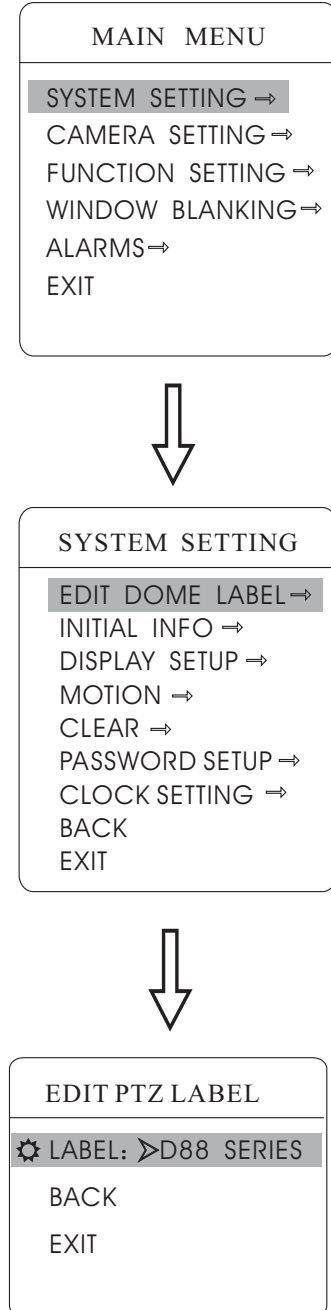 MAIN MENU
SYSTEM SETTING ⇒
CAMERA SETTING ⇒
FUNCTION SETTING ⇒
WINDOW BLANKING ⇒
ALARMS ⇒
EXIT
SYSTEM SETTING
EDIT DOME LABEL ⇒
INITIAL INFO ⇒
DISPLAY SETUP ⇒
MOTION ⇒
CLEAR ⇒
PASSWORD SETUP ⇒
CLOCK SETTING ⇒
BACK
EXIT
EDIT PTZ LABEL
LABEL: ➢D88 SERIES
BACK
EXIT